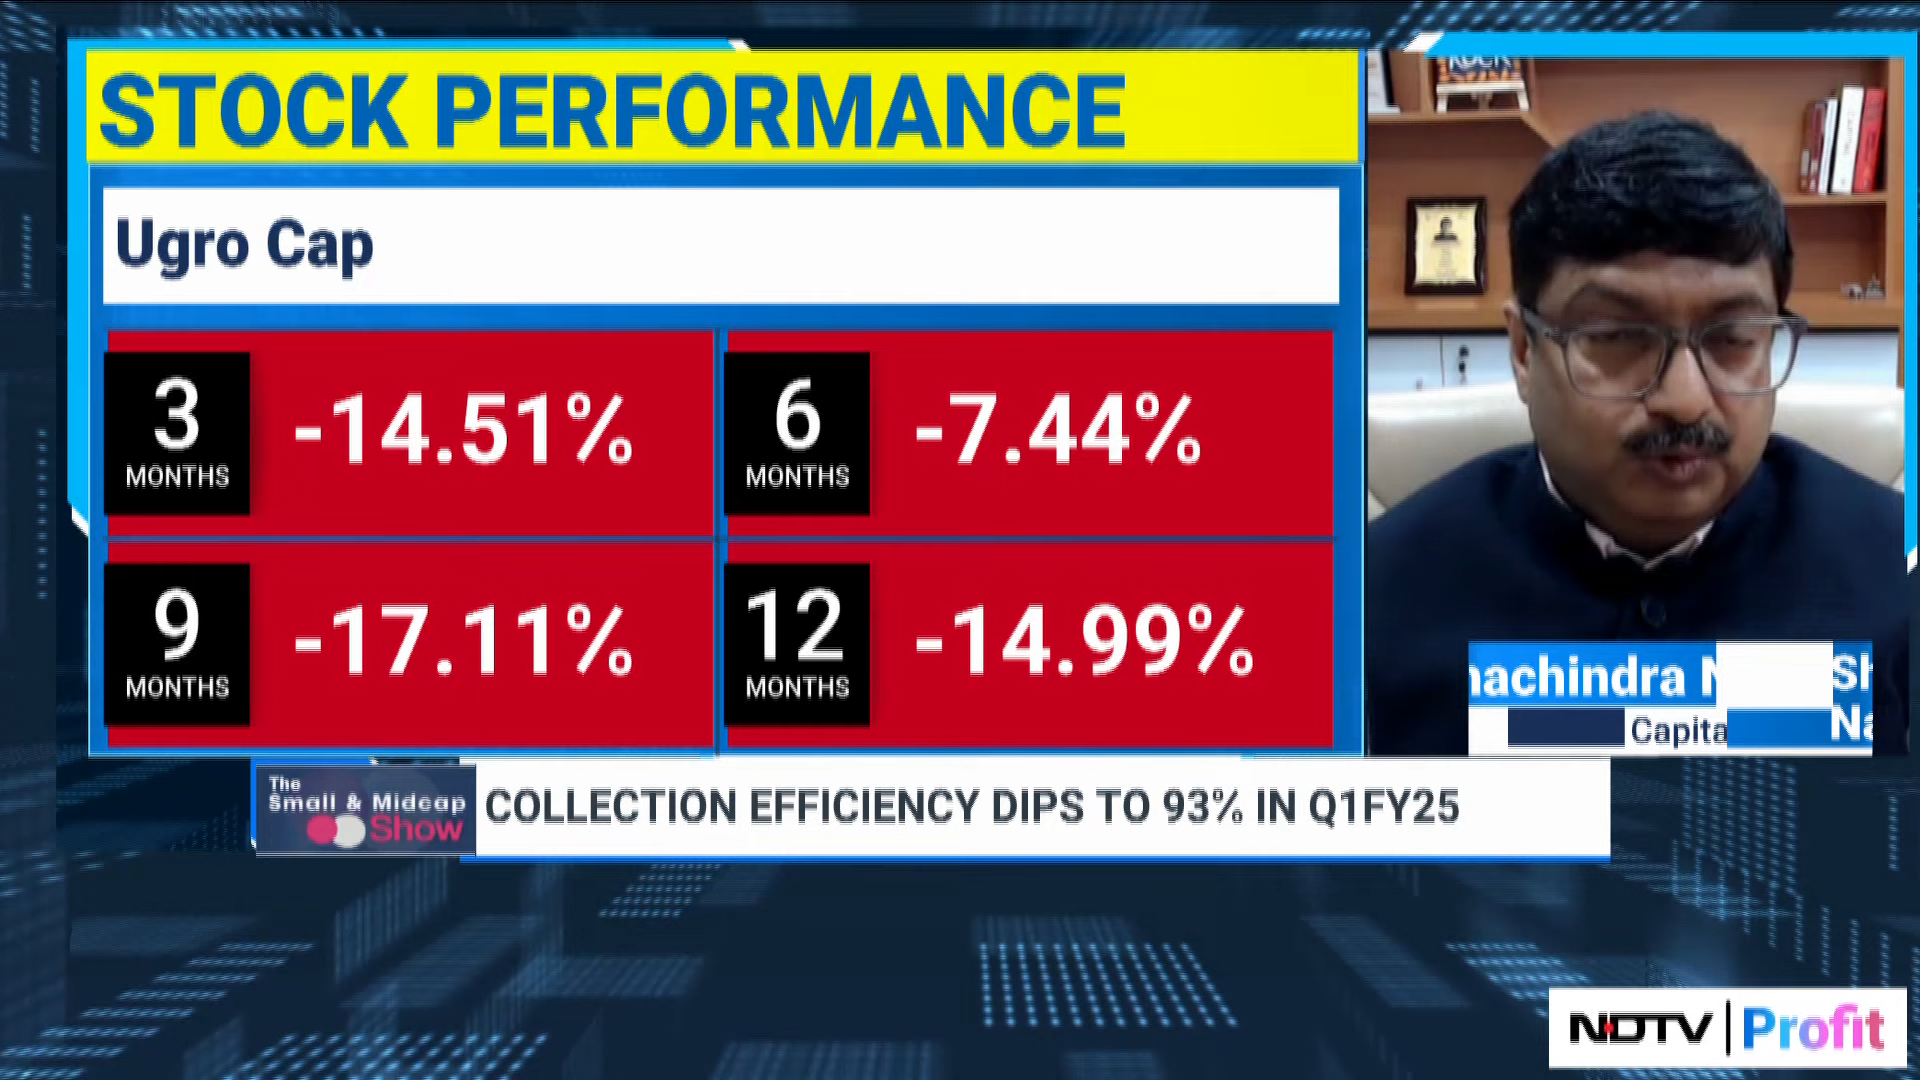 STOCK PERFORMANCE
Ugro Cap
3 MONTHS
-14.51%
6 MONTHS
-7.44%
9 MONTHS
-17.11%
12 MONTHS
-14.99%
Capita
The
Small & Midcap
Show
COLLECTION EFFICIENCY DIPS TO 93% IN Q1FY25
NDTV Profit